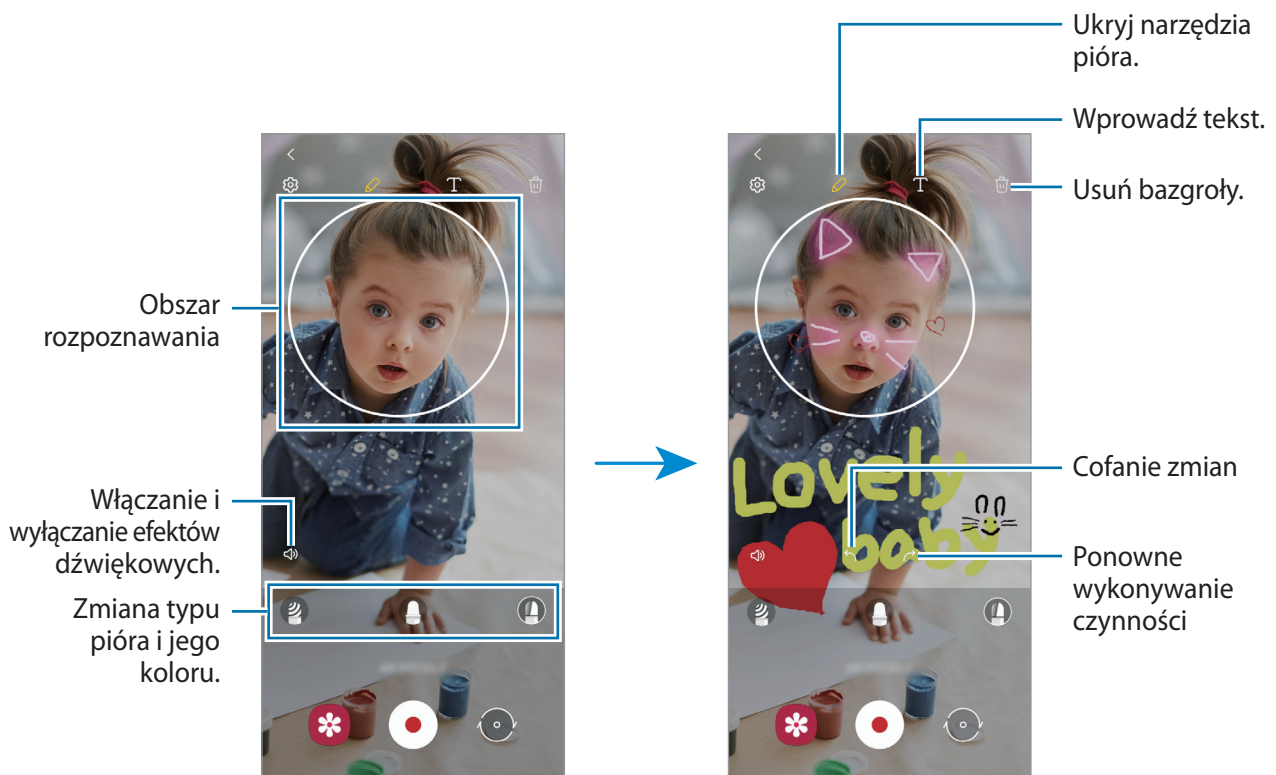 Ukryj narzędzia
pióra.
Wprowadź tekst.
Usuń bazgroły.
T
T
Obszar
rozpoznawania
Włączanie i
wyłączanie efektów
dźwiękowych.
Zmiana typu
pióra i jego
koloru.
Lovely
baby
Cofanie zmian
Ponowne
wykonywanie
czynności